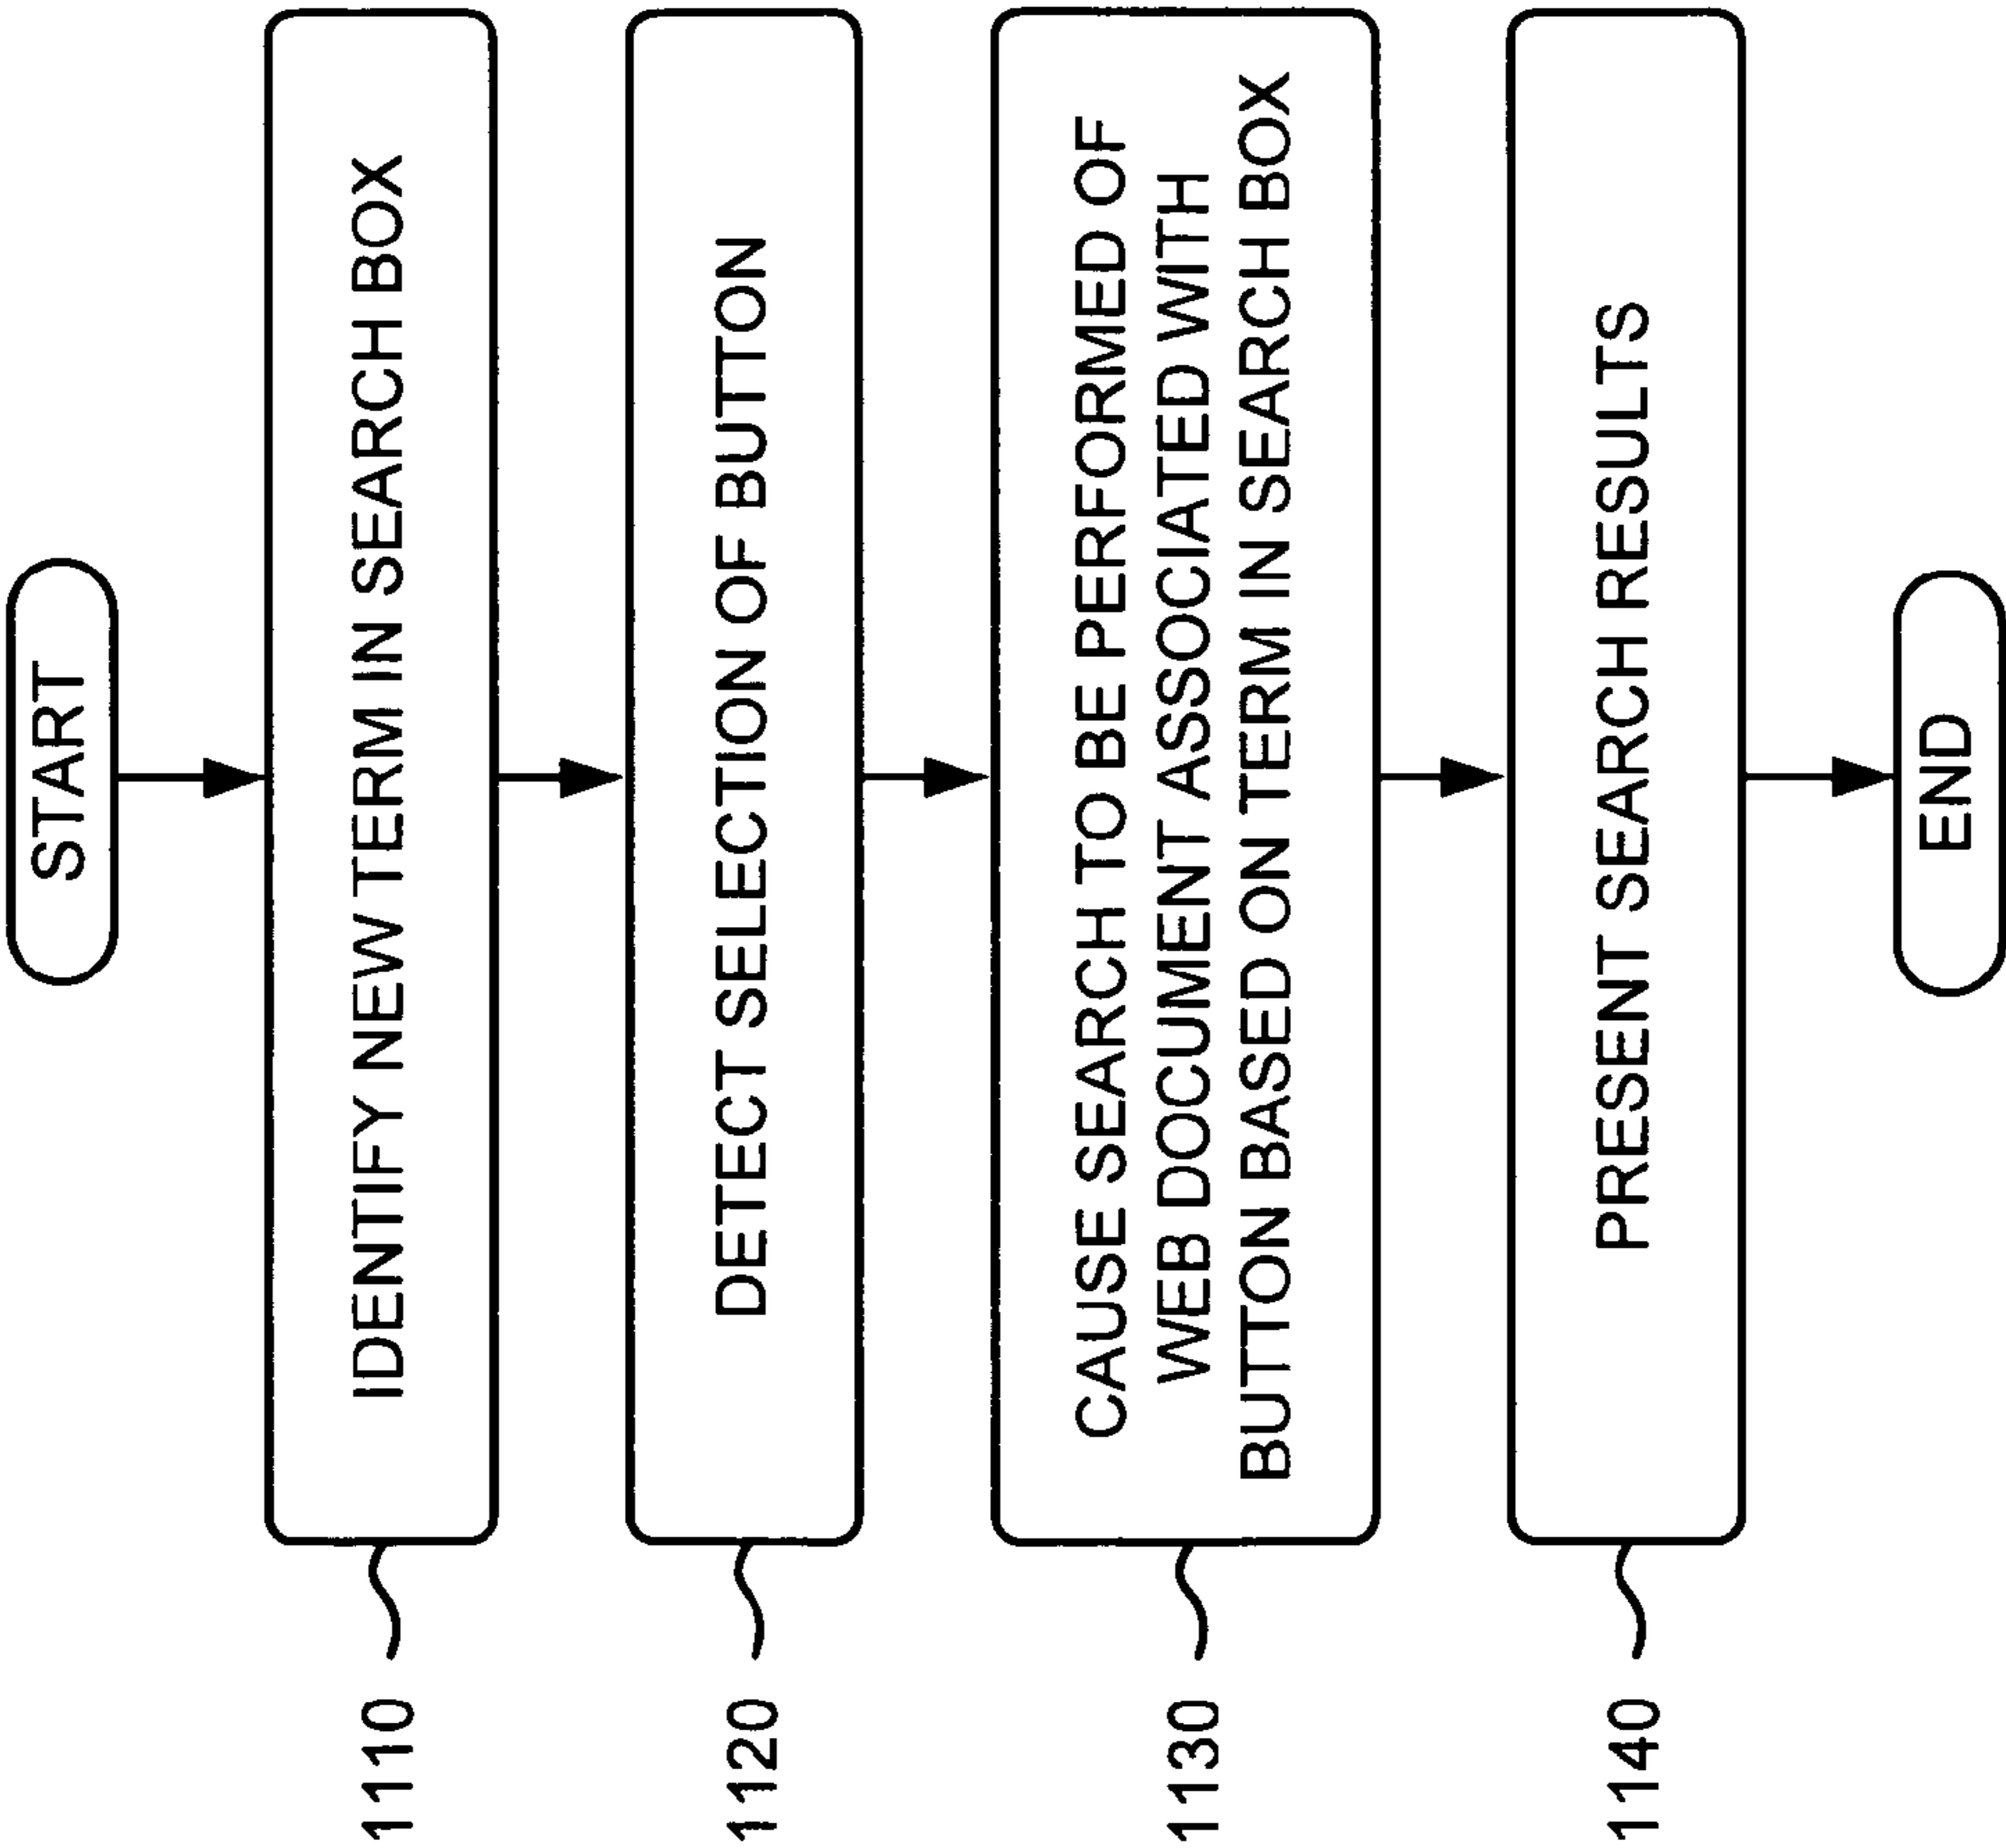 START
IDENTIFY NEW TERM IN SEARCH BOX
1110
DETECT SELECTION OF BUTTON
1120
CAUSE SEARCH TO BE PERFORMED OF
WEB DOCUMENT ASSOCIATED WITH
BUTTON BASED ON TERM IN SEARCH BOX
1130
PRESENT SEARCH RESULTS
1140
END